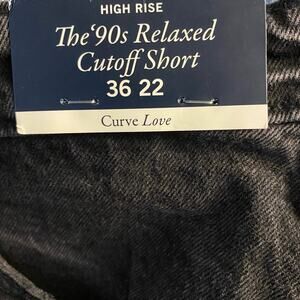 HIGH RISE
The '90s Relaxed
Cutoff Short
36 22
Curve Love